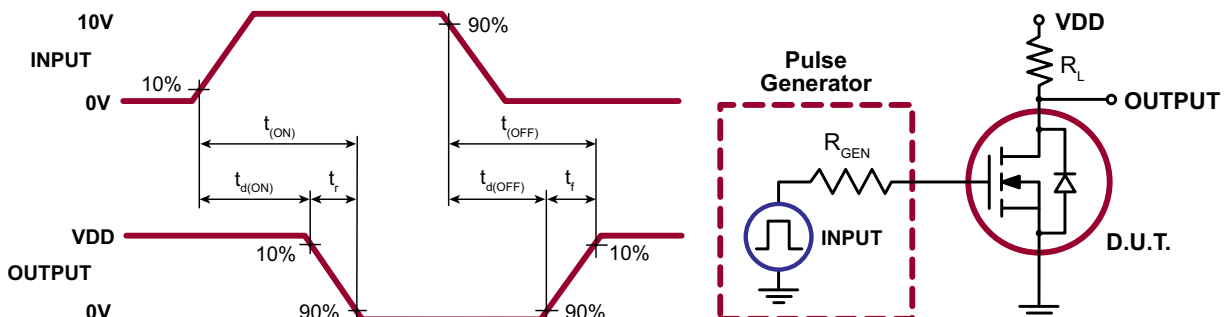 10V
INPUT
10%
0V
90%
t(ON)
t(OFF)
td(ON)
tr
td(OFF)
tf
VDD
OUTPUT
10%
0V
90%
90%
10%
Pulse
Generator
RGEN
INPUT
VDD
RL
OUTPUT
D.U.T.